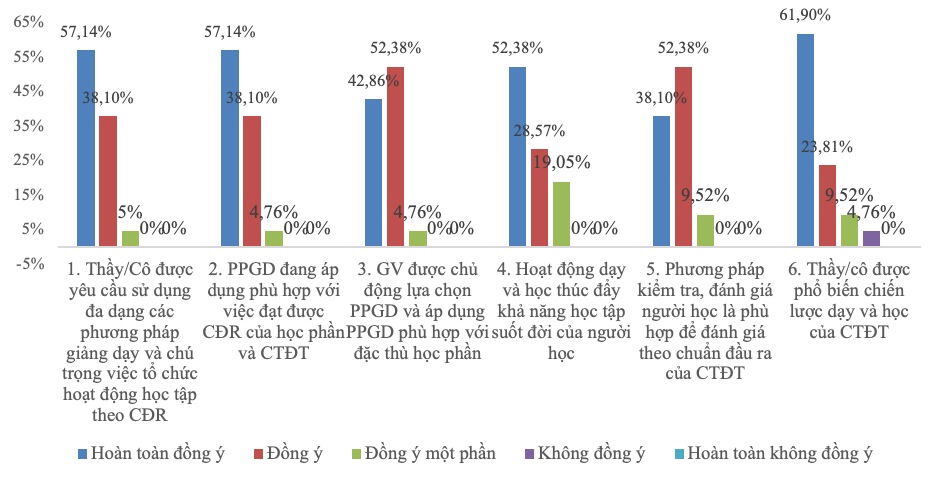 65%
55%
45%
35%
25%
15%
5%
-5%
57,14%
38,10%
5%
0%
0%
57,14%
38,10%
4,76%
0%
0%
42,86%
52,38%
4,76%
0%
0%
52,38%
28,57%
19,05%
0%
0%
38,10%
52,38%
9,52%
0%
0%
61,90%
23,81%
9,52%
4,76%
0%
1. Thầy/Cô được
yêu cầu sử dụng
đa dạng các
phương pháp
giảng dạy và chú
trọng việc tổ chức
hoạt động học tập
theo CĐR
2. PPGD đang áp
dụng phù hợp với
việc đạt được
CĐR của học phần
và CTĐT
3. GV được chủ
động lựa chọn
PPGD và áp dụng
PPGD phù hợp với
đặc thù học phần
4. Hoạt động dạy
và học thúc đẩy
khả năng học tập
suốt đời của người
học
5. Phương pháp
kiểm tra, đánh giá
người học là phù
hợp để đánh giá
theo chuẩn đầu ra
của CTĐT
6. Thầy/cô được
phổ biến chiến
lược dạy và học
của CTĐT
Hoàn toàn đồng ý
Đồng ý
Đồng ý một phần
Không đồng ý
Hoàn toàn không đồng ý